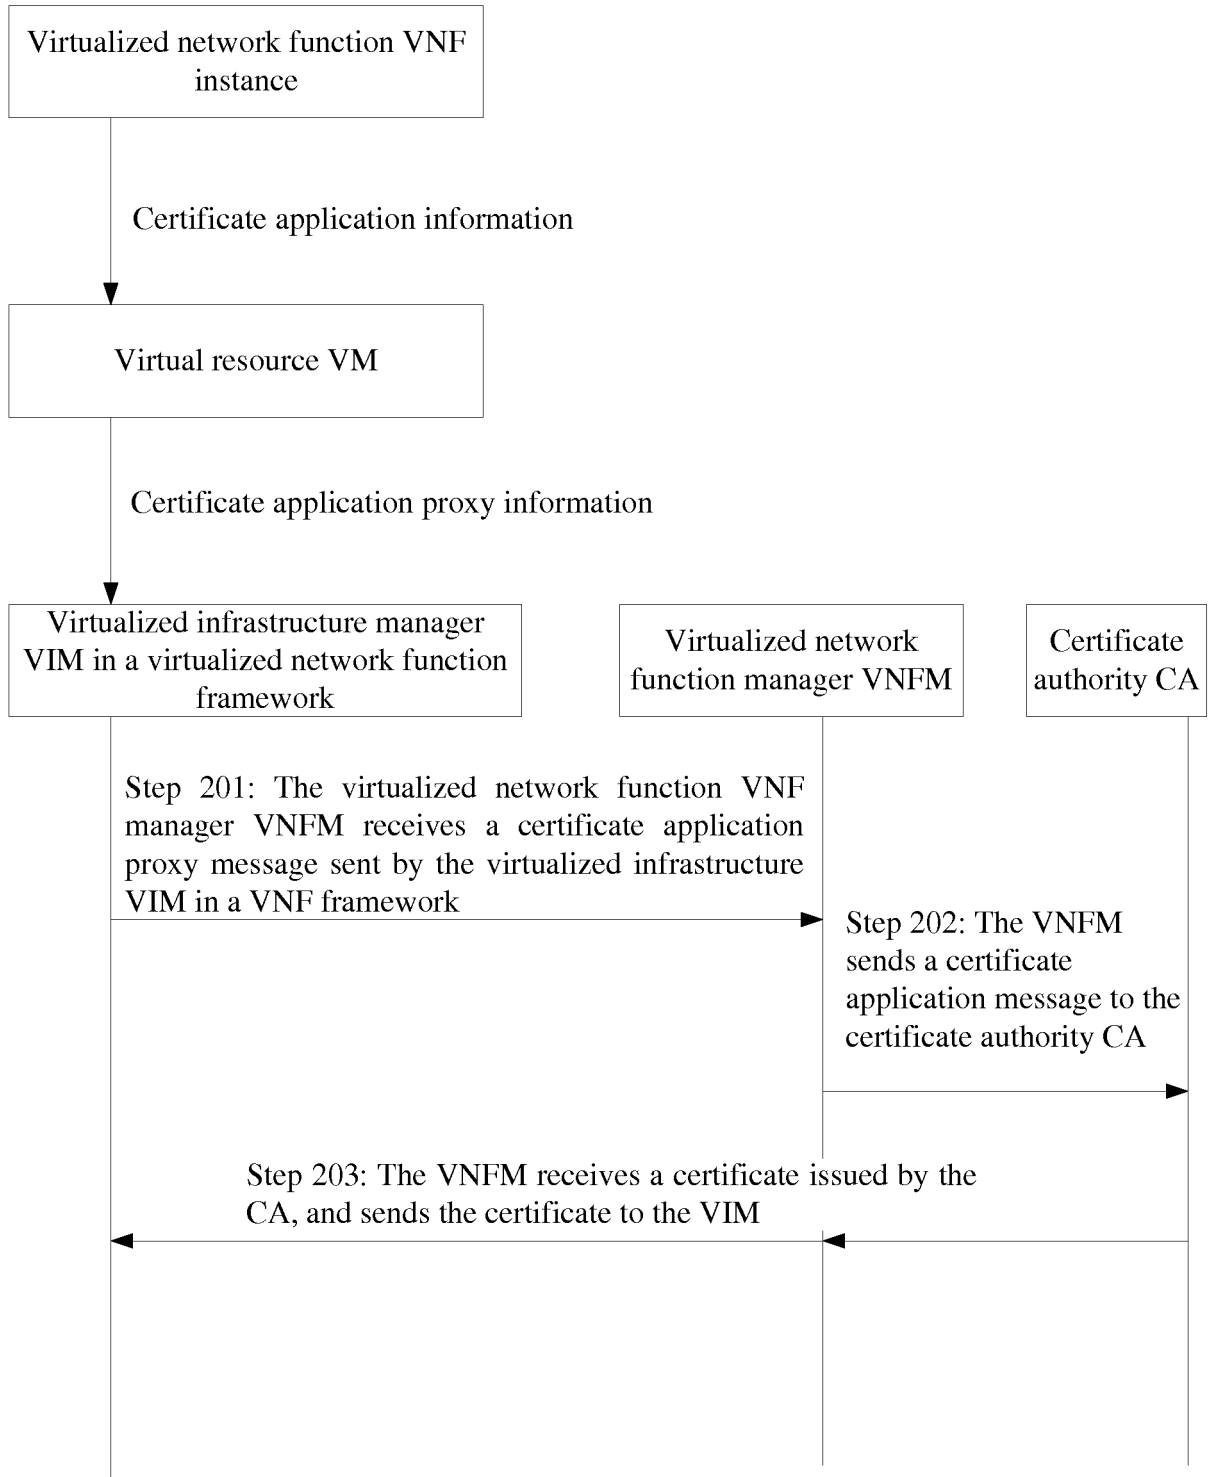 Virtualized network function VNF
instance
Certificate application information
Virtual resource VM
Certificate application proxy information
Virtualized infrastructure manager
VIM in a virtualized network function
framework
Virtualized network
function manager VNFM
Certificate
authority CA
Step 201: The virtualized network function VNF
manager VNFM receives a certificate application
proxy message sent by the virtualized infrastructure
VIM in a VNF framework
Step 202: The VNFM
sends a certificate
application message to the
certificate authority CA
Step 203: The VNFM receives a certificate issued by the
CA, and sends the certificate to the VIM